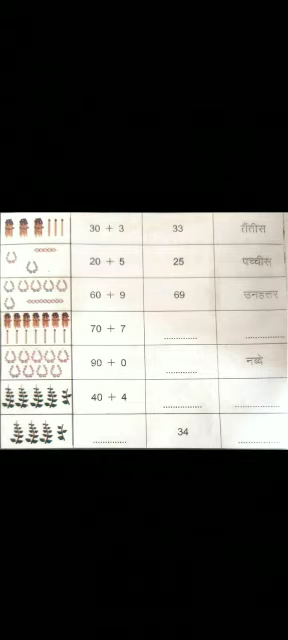 30 + 3 33 तैंतीस
20 + 5 25 पच्चीस
60 + 9 69 उनहत्तर
70 + 7 ............... ...............
90 + 0 ............... नब्बे
40 + 4 ............... ...............
............... 34 ...............